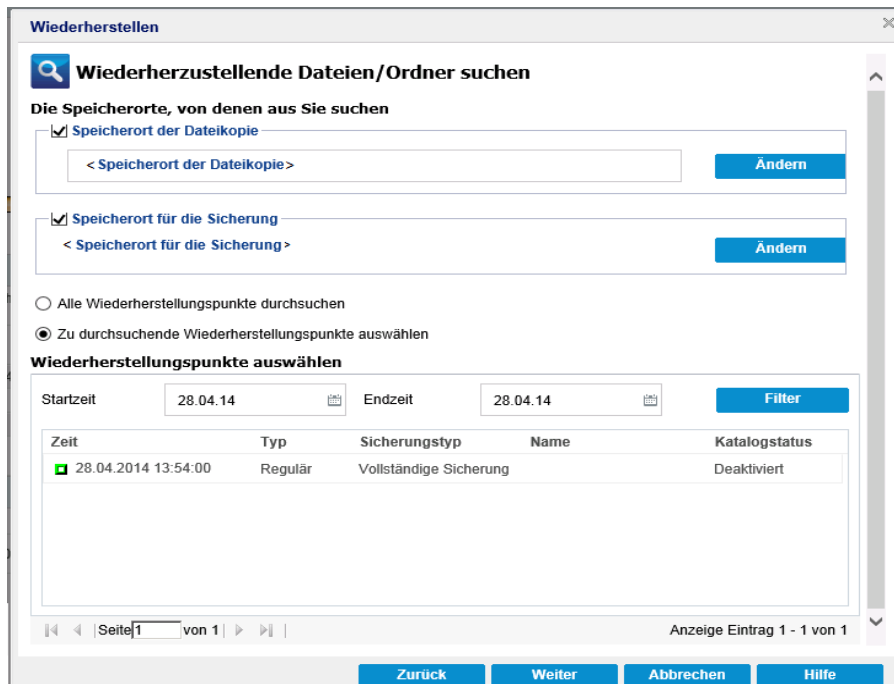 Wiederherstellen
Wiederherzustellende Dateien/Ordner suchen
Die Speicherorte, von denen aus Sie suchen
Speicherort der Dateikopie
<Speicherort der Dateikopie>
Ändern
Speicherort für die Sicherung
< Speicherort für die Sicherung>
Ändern
Alle Wiederherstellungspunkte durchsuchen
Zu durchsuchende Wiederherstellungspunkte auswählen
Wiederherstellungspunkte auswählen
Startzeit 28.04.14 Endzeit 28.04.14 Filter
Zeit Typ Sicherungstyp Name Katalogstatus
28.04.2014 13:54:00 Regulär Vollständige Sicherung Deaktiviert
Seite 1 von 1 Anzeige Eintrag 1 - 1 von 1
Zurück Weiter Abbrechen Hilfe